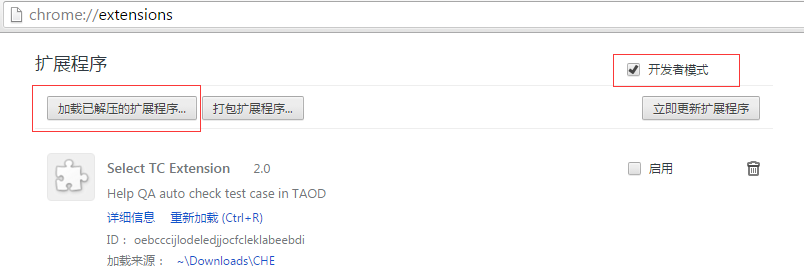 chrome://extensions
扩展程序
开发者模式
加载已解压的扩展程序... 打包扩展程序... 立即更新扩展程序
Select TC Extension 2.0 启用
Help QA auto check test case in TAOD
详细信息 重新加载 (Ctrl+R)
ID： oebcccijlodeledjjocfcleklabeebdi
加载来源： ~\Downloads\CHE